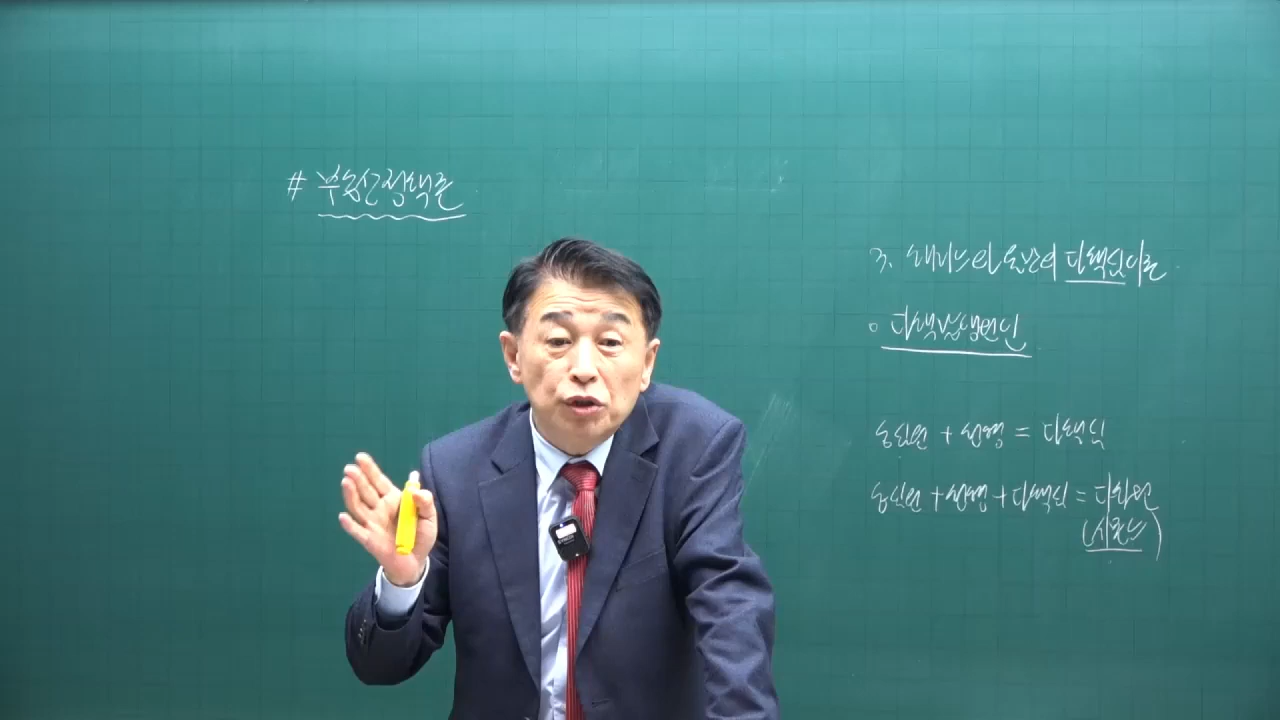 # 부동산정책론
3. 해리스와 울만의 다핵심이론
○ 다핵발생원인
동심원 + 선형 = 다핵심
동심원 + 선형 + 다핵심 = 다차원
(시몬스)